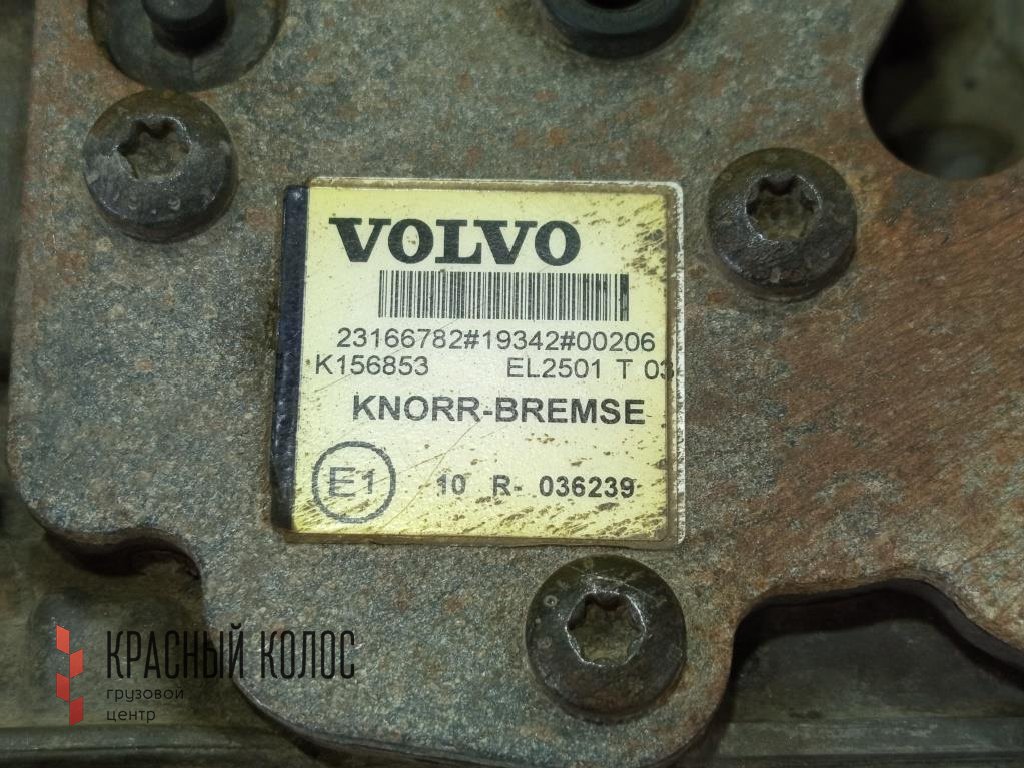 VOLVO
23166782#19342#00206
K156853 EL2501 T 03
KNORR-BREMSE
E1 10 R- 036239
КРАСНЫЙ КОЛОС
грузовой
центр